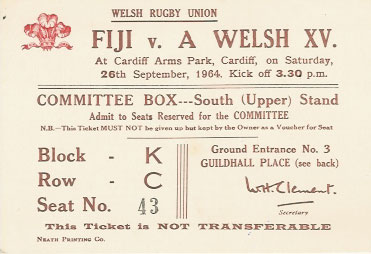 WELSH RUGBY UNION
FIJI v. A WELSH XV.
At Cardiff Arms Park, Cardiff, on Saturday,
26th September, 1964. Kick off 3.30 p.m.
COMMITTEE BOX---South (Upper) Stand
Admit to Seats Reserved for the COMMITTEE
N.B.—This Ticket MUST NOT be given up but kept by the Owner as a Voucher for Seat
Block - K
Row - C
Seat No. 43
Ground Entrance No. 3
GUILDHALL PLACE (see back)
W.H. Clement.
Secretary
This Ticket is NOT TRANSFERABLE
Neath Printing Co.